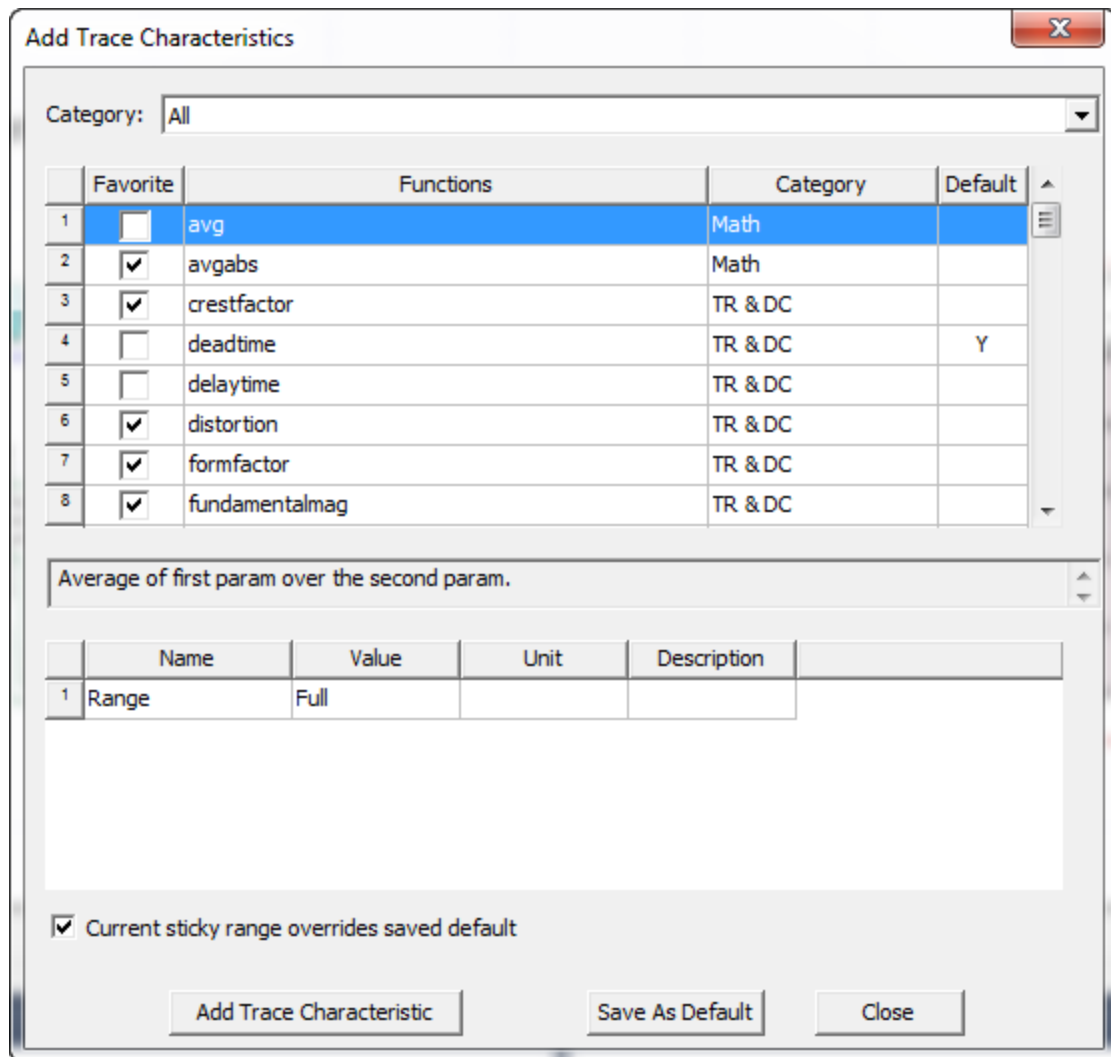 Add Trace Characteristics
Category: All
Favorite Functions Category Default
1 avg Math
2 avgabs Math
3 crestfactor TR & DC
4 deadtime TR & DC Y
5 delaytime TR & DC
6 distortion TR & DC
7 formfactor TR & DC
8 fundamentalmag TR & DC
Average of first param over the second param.
Name Value Unit Description
1 Range Full
Current sticky range overrides saved default
Add Trace Characteristic Save As Default Close